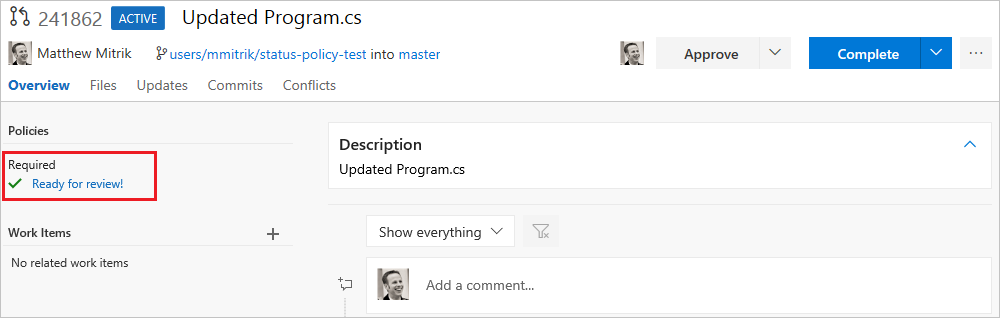 241862 ACTIVE Updated Program.cs
Matthew Mitrik users/mmitrik/status-policy-test into master Approve Complete ...
Overview Files Updates Commits Conflicts
Policies
Required
Ready for review!
Work Items +
No related work items
Description
Updated Program.cs
Show everything
Add a comment...